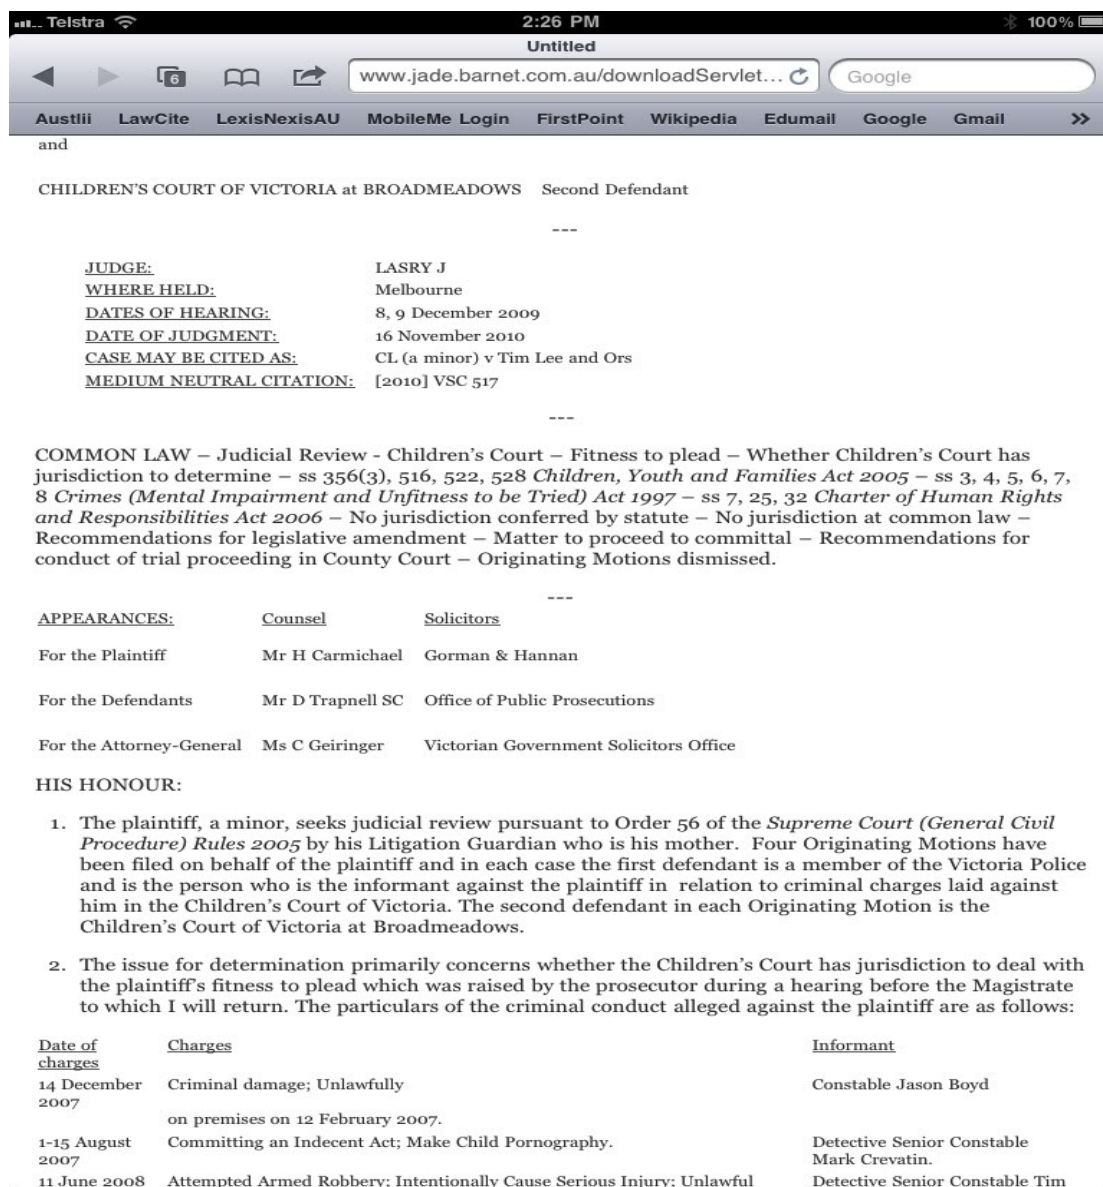 Telstra 2:26 PM 100%
Untitled
6 www.jade.barnet.com.au/downloadServlet... Google
Austlii LawCite LexisNexisAU MobileMe Login FirstPoint Wikipedia Edumail Google Gmail >>
and
CHILDREN'S COURT OF VICTORIA at BROADMEADOWS Second Defendant
---
JUDGE: LASRY J
WHERE HELD: Melbourne
DATES OF HEARING: 8, 9 December 2009
DATE OF JUDGMENT: 16 November 2010
CASE MAY BE CITED AS: CL (a minor) v Tim Lee and Ors
MEDIUM NEUTRAL CITATION: [2010] VSC 517
---
COMMON LAW – Judicial Review - Children's Court – Fitness to plead – Whether Children's Court has
jurisdiction to determine – ss 356(3), 516, 522, 528 Children, Youth and Families Act 2005 – ss 3, 4, 5, 6, 7,
8 Crimes (Mental Impairment and Unfitness to be Tried) Act 1997 – ss 7, 25, 32 Charter of Human Rights
and Responsibilities Act 2006 – No jurisdiction conferred by statute – No jurisdiction at common law –
Recommendations for legislative amendment – Matter to proceed to committal – Recommendations for
conduct of trial proceeding in County Court – Originating Motions dismissed.
---
APPEARANCES: Counsel Solicitors
For the Plaintiff Mr H Carmichael Gorman & Hannan
For the Defendants Mr D Trapnell SC Office of Public Prosecutions
For the Attorney-General Ms C Geiringer Victorian Government Solicitors Office
HIS HONOUR:
1. The plaintiff, a minor, seeks judicial review pursuant to Order 56 of the Supreme Court (General Civil
Procedure) Rules 2005 by his Litigation Guardian who is his mother. Four Originating Motions have
been filed on behalf of the plaintiff and in each case the first defendant is a member of the Victoria Police
and is the person who is the informant against the plaintiff in relation to criminal charges laid against
him in the Children's Court of Victoria. The second defendant in each Originating Motion is the
Children's Court of Victoria at Broadmeadows.
2. The issue for determination primarily concerns whether the Children's Court has jurisdiction to deal with
the plaintiff's fitness to plead which was raised by the prosecutor during a hearing before the Magistrate
to which I will return. The particulars of the criminal conduct alleged against the plaintiff are as follows:
Date of Charges Informant
charges
14 December Criminal damage; Unlawfully Constable Jason Boyd
2007
on premises on 12 February 2007.
1-15 August Committing an Indecent Act; Make Child Pornography. Detective Senior Constable
2007 Mark Crevatin.
11 June 2008 Attempted Armed Robbery; Intentionally Cause Serious Injury; Unlawful Detective Senior Constable Tim